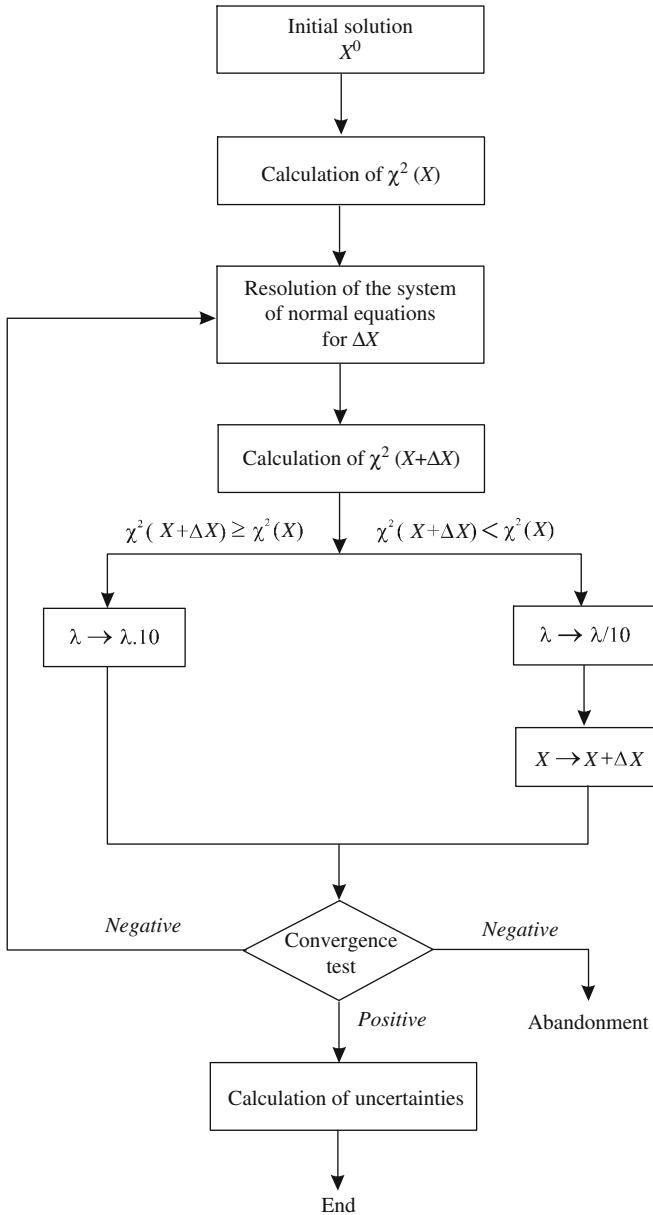 Initial solution
X⁰
Calculation of χ² (X)
Resolution of the system
of normal equations
for ΔX
Calculation of χ² (X+ΔX)
χ²( X+ΔX) ≥ χ²(X)
χ²( X+ΔX) < χ²(X)
λ → λ.10
λ → λ/10
X → X+ΔX
Negative
Convergence
test
Negative
Positive
Abandonment
Calculation of uncertainties
End